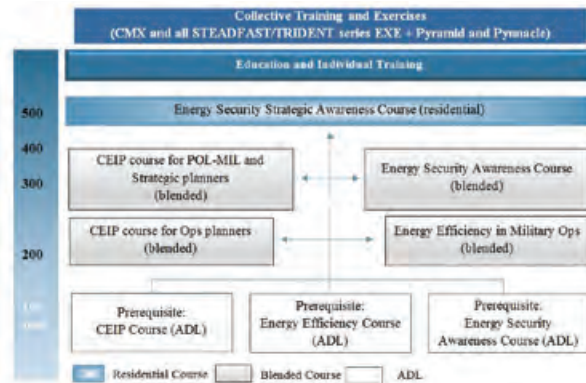 Collective Training and Exercises
(CMX and all STEADFAST/TRIDENT series EXE + Pyramid and Pynnacle)
Education and Individual Training
500
Energy Security Strategic Awareness Course (residential)
400
300
CEIP course for POL-MIL and
Strategic planners
(blended)
Energy Security Awareness Course
(blended)
200
CEIP course for Ops planners
(blended)
Energy Efficiency in Military Ops
(blended)
Prerequisite:
CEIP Course (ADL)
Prerequisite:
Energy Efficiency Course
(ADL)
Prerequisite:
Energy Security
Awareness Course (ADL)
Residential Course
Blended Course
ADL